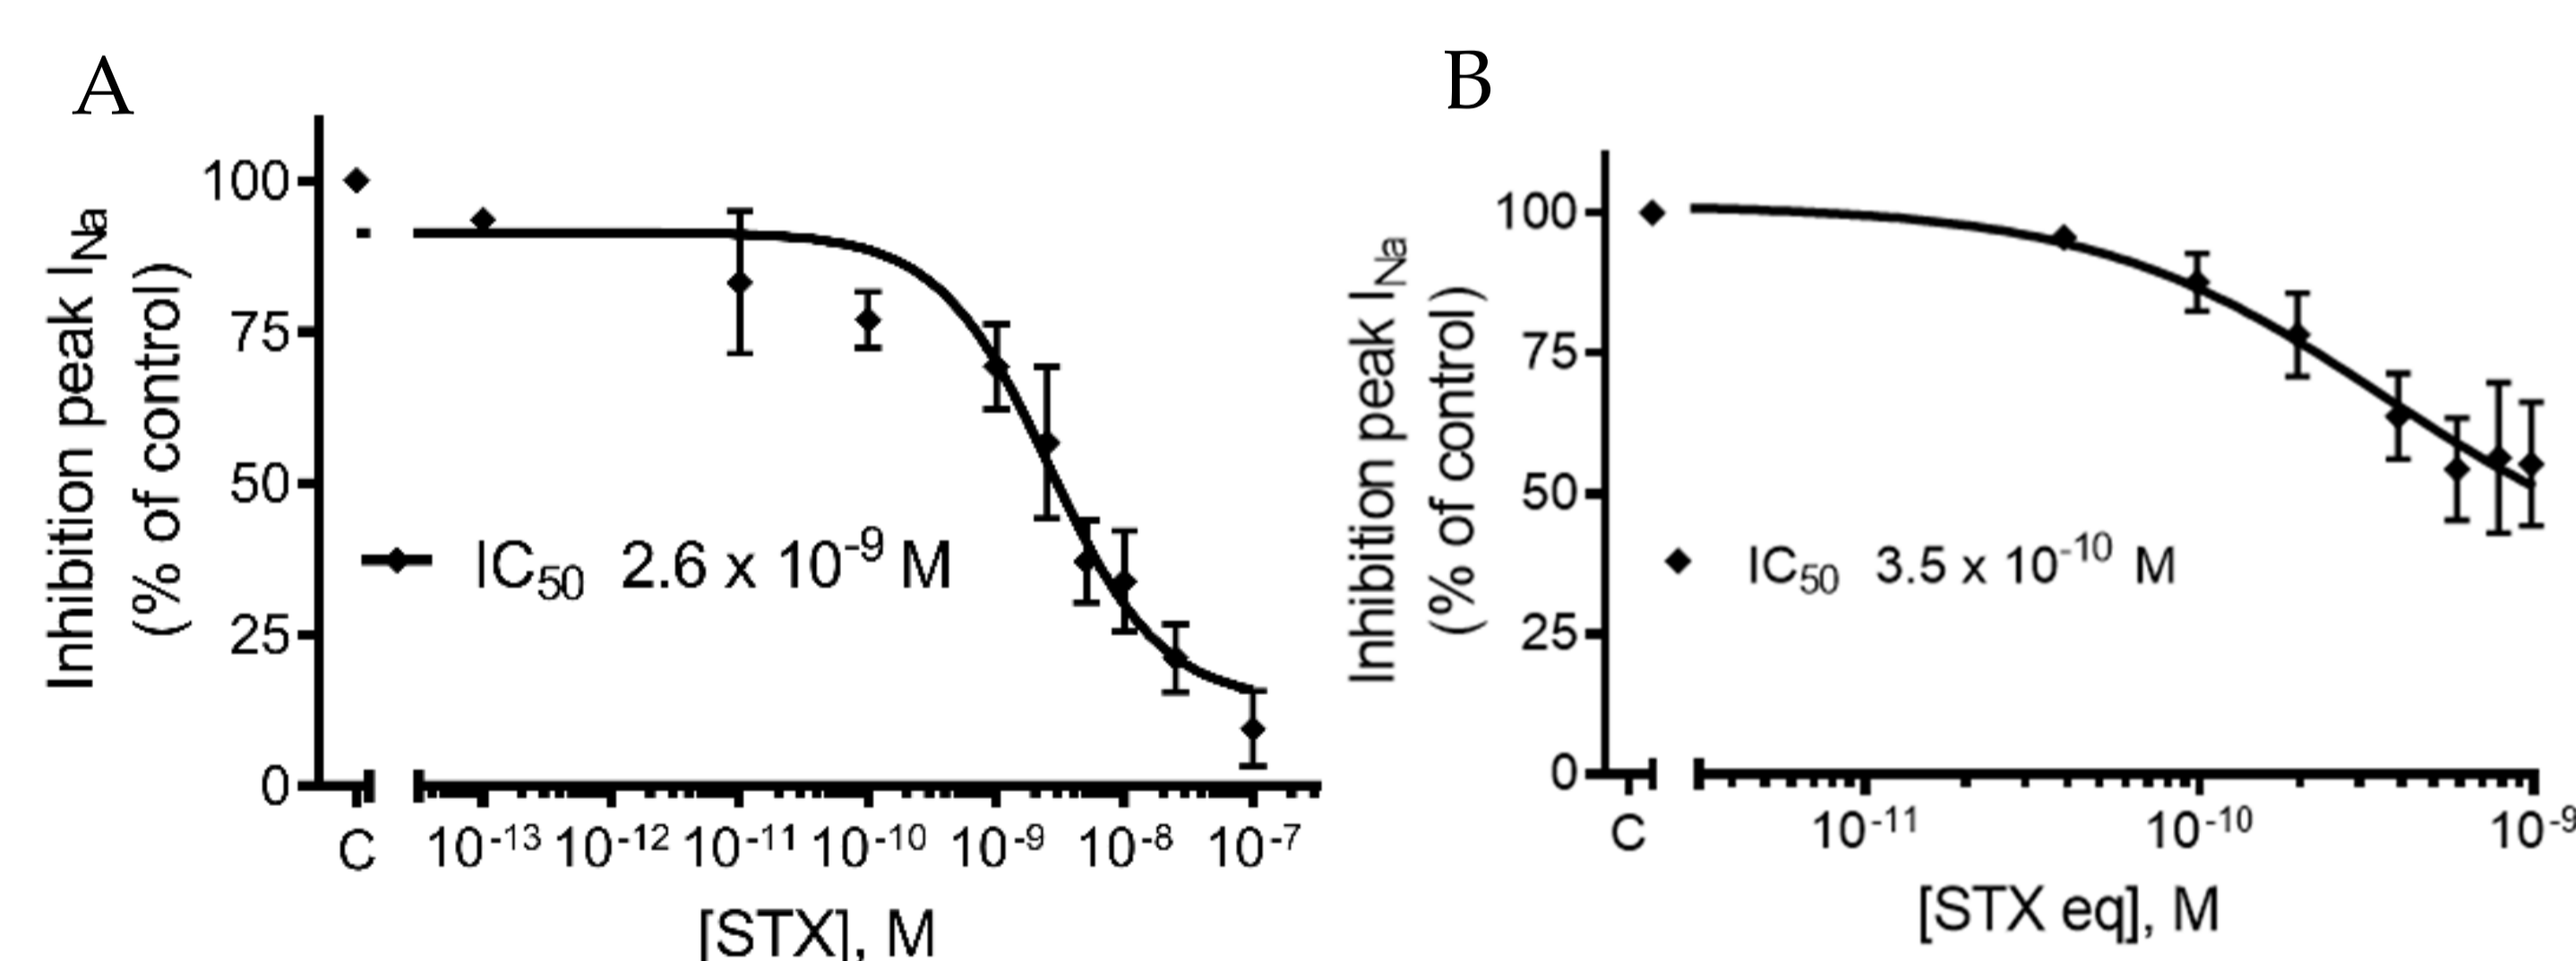 A
Inhibition peak I_Na
(% of control)
100
75
50
25
0
IC₅₀ 2.6 x 10⁻⁹ M
C 10⁻¹³ 10⁻¹² 10⁻¹¹ 10⁻¹⁰ 10⁻⁹ 10⁻⁸ 10⁻⁷
[STX], M
B
Inhibition peak I_Na
(% of control)
100
75
50
25
0
IC₅₀ 3.5 x 10⁻¹⁰ M
C 10⁻¹¹ 10⁻¹⁰ 10⁻⁹
[STX eq], M